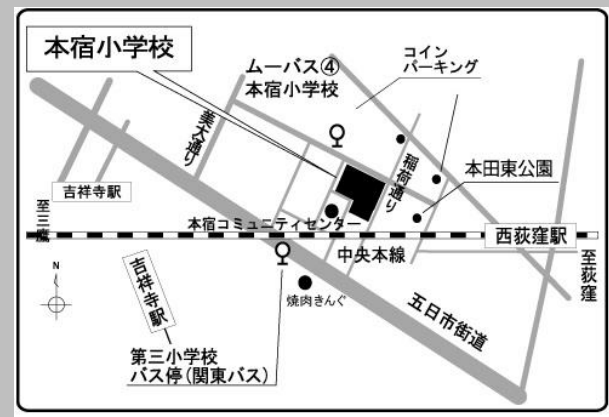 本宿小学校
ムーバス④
本宿小学校
コイン
パーキング
美大通り
稲荷通り
本田東公園
吉祥寺駅
至三鷹
本宿コミュニティセンター
中央本線
西荻窪駅
至荻窪
N
吉祥寺駅
焼肉きんぐ
五日市街道
第三小学校
バス停(関東バス)